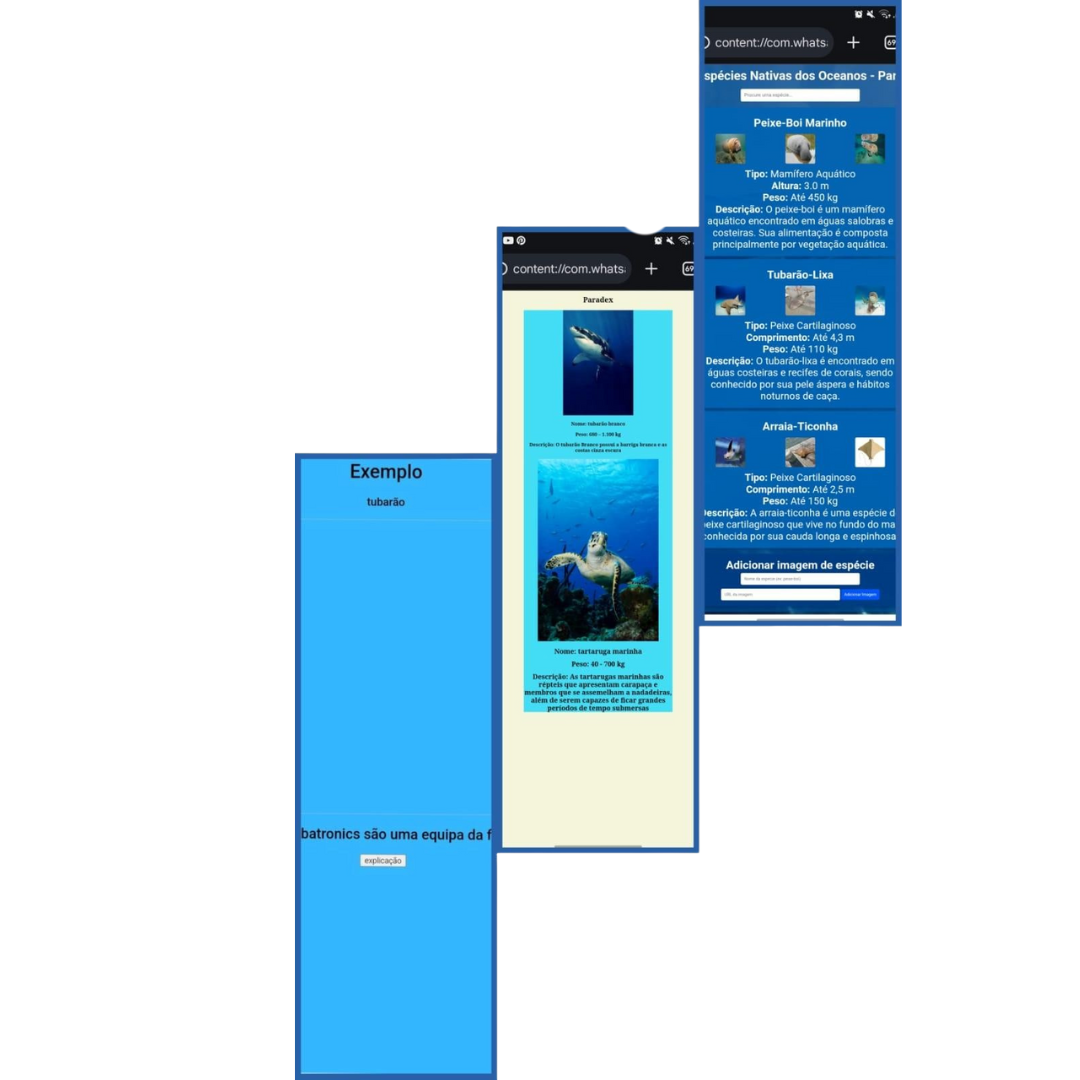 Exemplo
tubarão
batronics são uma equipa da f
explicação
content://com.whats
69
Paradex
Nome: tubarão branco
Peso: 680 - 1.100 kg
Descrição: O tubarão Branco possui a barriga branca e as
costas cinza escura
Nome: tartaruga marinha
Peso: 40 - 700 kg
Descrição: As tartarugas marinhas são
répteis que apresentam carapaça e
membros que se assemelham a nadadeiras,
além de serem capazes de ficar grandes
períodos de tempo submersas
content://com.whats
69
spécies Nativas dos Oceanos - Par
Procure uma espécie...
Peixe-Boi Marinho
Tipo: Mamífero Aquático
Altura: 3.0 m
Peso: Até 450 kg
Descrição: O peixe-boi é um mamífero
aquático encontrado em águas salobras e
costeiras. Sua alimentação é composta
principalmente por vegetação aquática.
Tubarão-Lixa
Tipo: Peixe Cartilaginoso
Comprimento: Até 4,3 m
Peso: Até 110 kg
Descrição: O tubarão-lixa é encontrado em
águas costeiras e recifes de corais, sendo
conhecido por sua pele áspera e hábitos
noturnos de caça.
Arraia-Ticonha
Tipo: Peixe Cartilaginoso
Comprimento: Até 2,5 m
Peso: Até 150 kg
Descrição: A arraia-ticonha é uma espécie d
eixe cartilaginoso que vive no fundo do ma
conhecida por sua cauda longa e espinhosa
Adicionar imagem de espécie
Nome da espécie (ex: peixe-boi)
URL da imagem
Adicionar Imagem